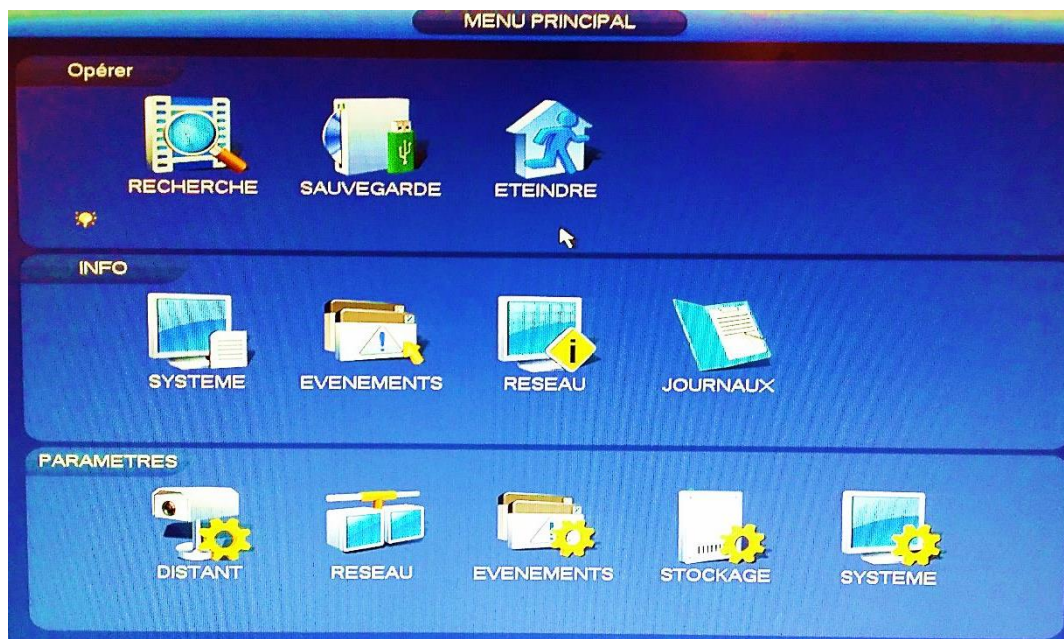 MENU PRINCIPAL
Opérer
RECHERCHE SAUVEGARDE ETEINDRE
INFO
SYSTEME EVENEMENTS RESEAU JOURNAUX
PARAMETRES
DISTANT RESEAU EVENEMENTS STOCKAGE SYSTEME